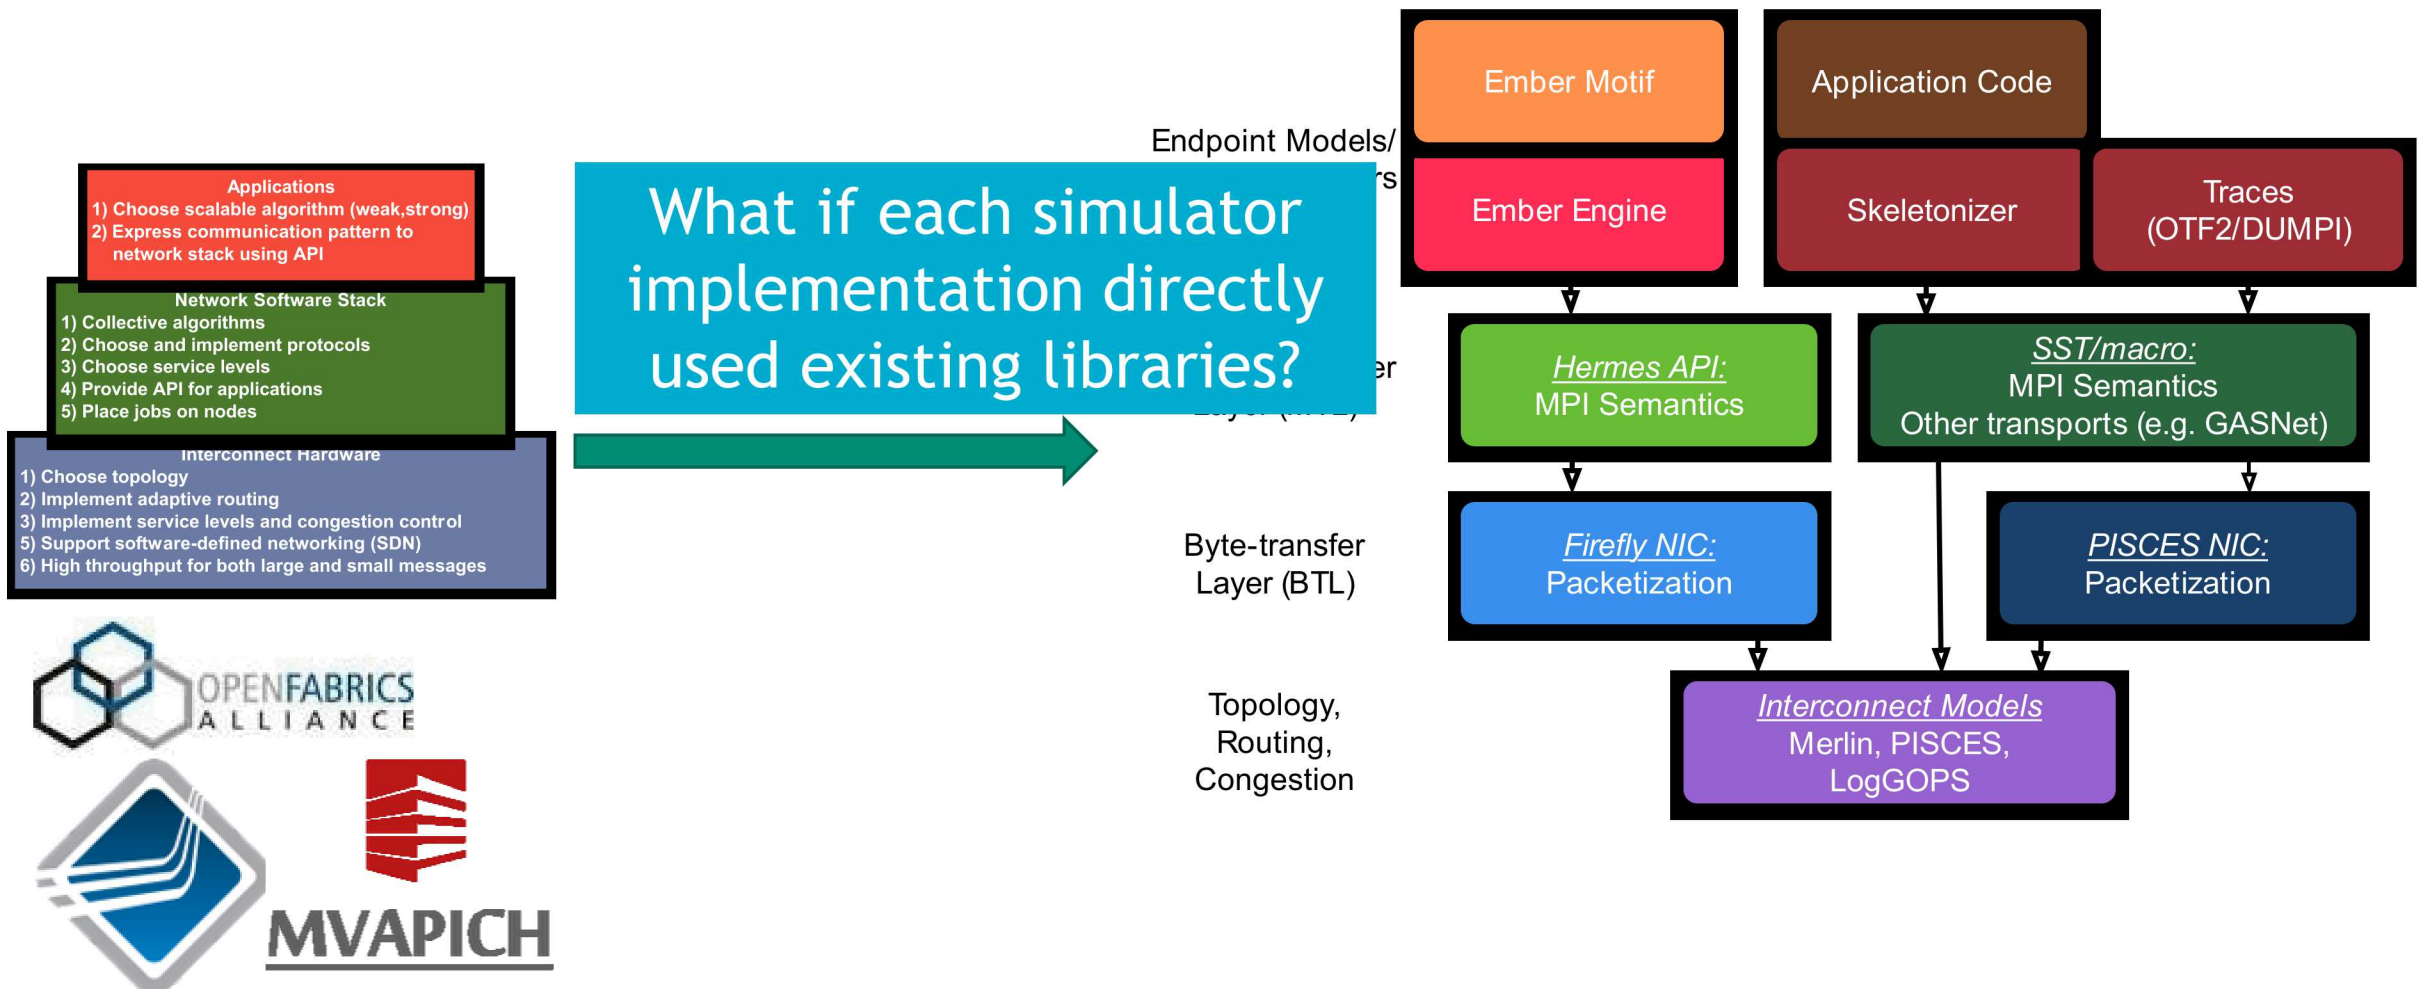 Applications
1) Choose scalable algorithm (weak,strong)
2) Express communication pattern to
network stack using API
Network Software Stack
1) Collective algorithms
2) Choose and implement protocols
3) Choose service levels
4) Provide API for applications
5) Place jobs on nodes
Interconnect Hardware
1) Choose topology
2) Implement adaptive routing
3) Implement service levels and congestion control
5) Support software-defined networking (SDN)
6) High throughput for both large and small messages
OPENFABRICS
ALLIANCE
MVAPICH
What if each simulator
implementation directly
used existing libraries?
Endpoint Models/
rs
er
Layer (MTL)
Byte-transfer
Layer (BTL)
Topology,
Routing,
Congestion
Ember Motif
Ember Engine
Application Code
Skeletonizer
Traces
(OTF2/DUMPI)
Hermes API:
MPI Semantics
SST/macro:
MPI Semantics
Other transports (e.g. GASNet)
Firefly NIC:
Packetization
PISCES NIC:
Packetization
Interconnect Models
Merlin, PISCES,
LogGOPS